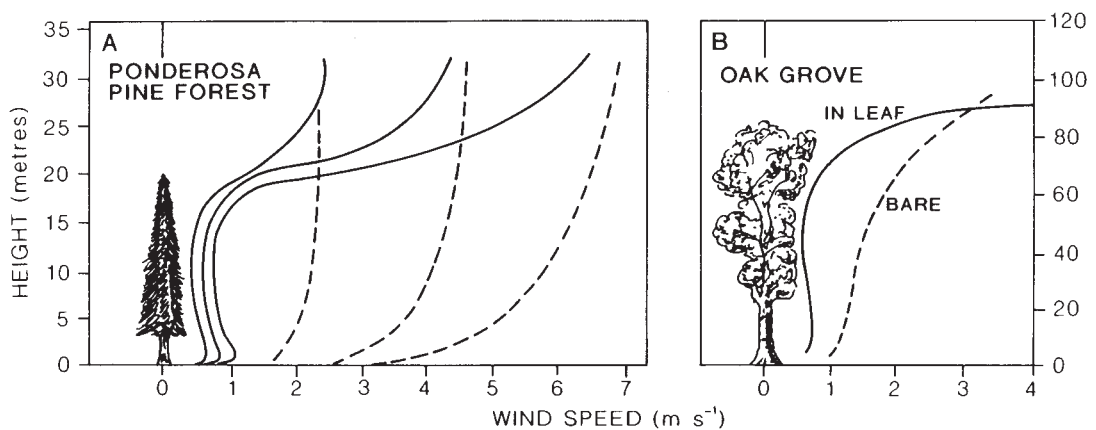 A
PONDEROSA
PINE FOREST
HEIGHT (metres)
35
30
25
20
15
10
5
0
0 1 2 3 4 5 6 7
B
OAK GROVE
IN LEAF
BARE
120
100
80
60
40
20
0
0 1 2 3 4
WIND SPEED (m s⁻¹)